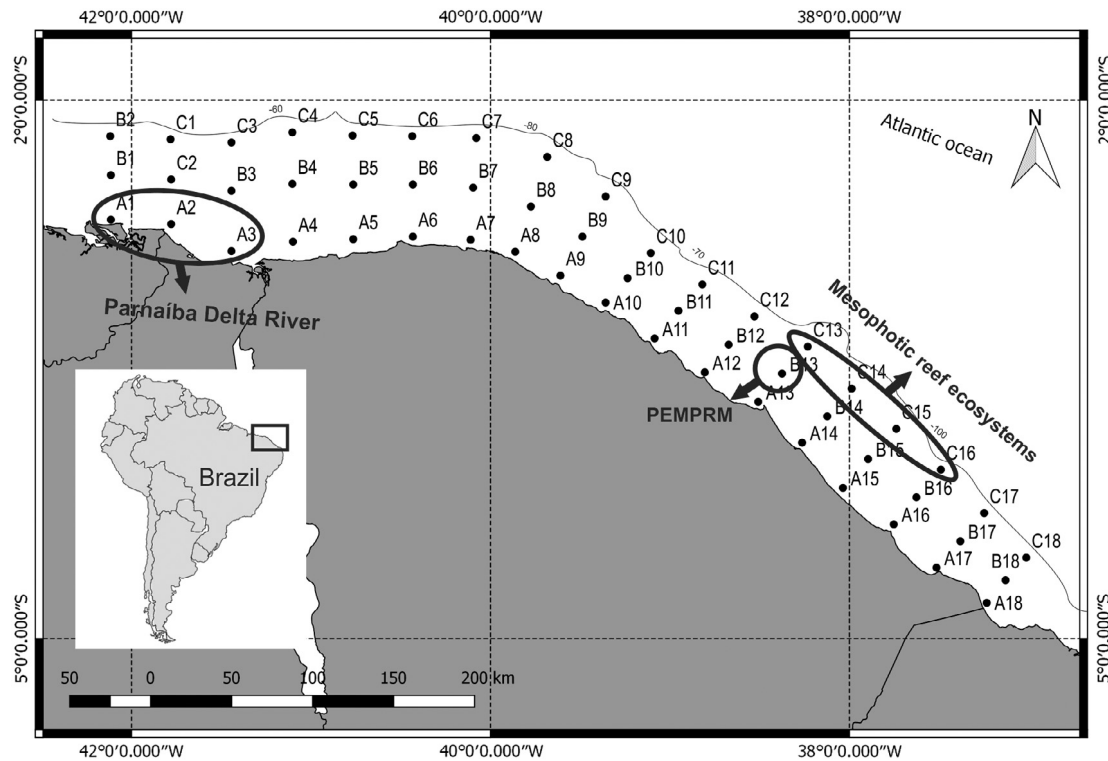 42°0'0.000"W 40°0'0.000"W 38°0'0.000"W
2°0'0.000"S 2°0'0.000"S
N
Atlantic ocean
-60
-80
-70
-100
B2 C1 C3 C4 C5 C6 C7 C8
B1 C2 B3 B4 B5 B6 B7 B8 C9
A1 A2 A3 A4 A5 A6 A7 A8 B9 C10
A9 B10 C11
A10 B11 C12
A11 B12 C13
A12 B13 C14
A13 B14 C15
A14 B15 C16
A15 B16 C17
A16 B17 C18
A17 B18
A18
Parnaíba Delta River
Mesophotic reef ecosystems
PEMPRM
Brazil
5°0'0.000"S 5°0'0.000"S
50 0 50 100 150 200 km
42°0'0.000"W 40°0'0.000"W 38°0'0.000"W